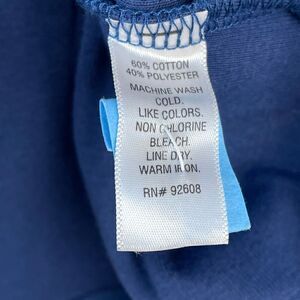 60% COTTON
40% POLYESTER
MACHINE WASH
COLD.
LIKE COLORS.
NON CHLORINE
BLEACH.
LINE DRY.
WARM IRON.
RN# 92608